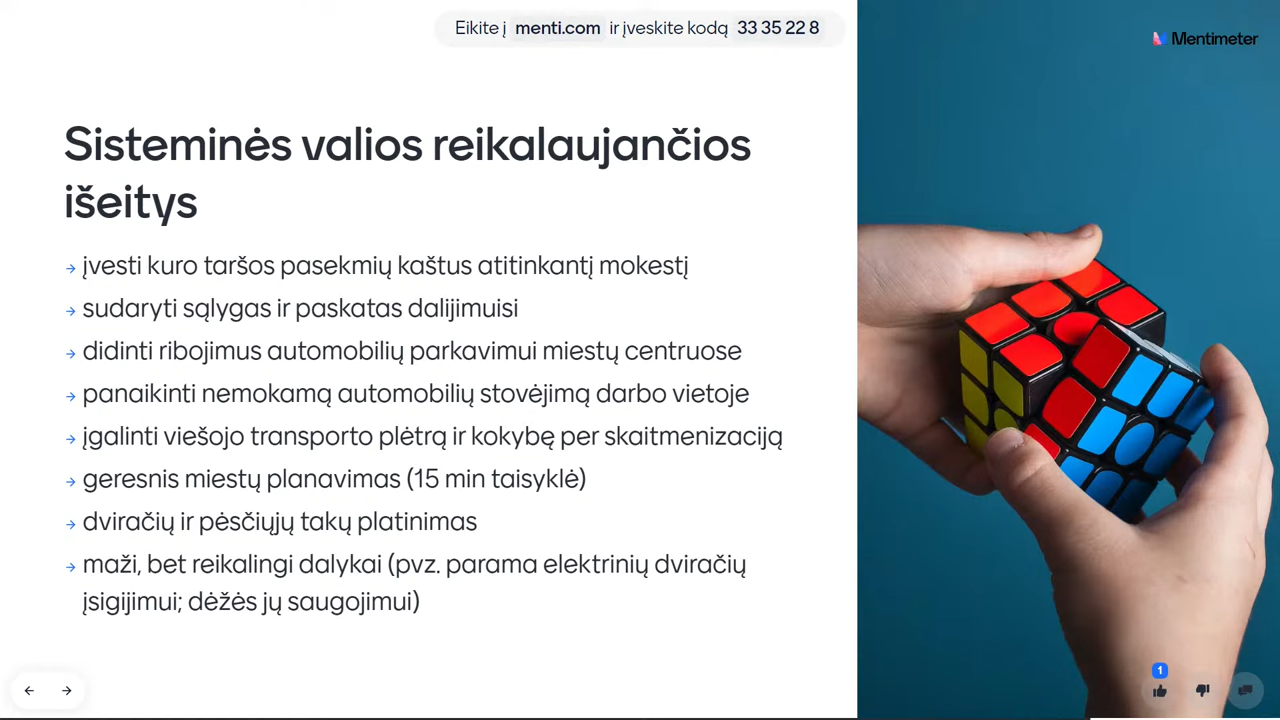 Eikite į menti.com ir įveskite kodą 33 35 22 8
Mentimeter
Sisteminės valios reikalaujančios
išeitys
→ įvesti kuro taršos pasekmių kaštus atitinkantį mokestį
→ sudaryti sąlygas ir paskatas dalijimuisi
→ didinti ribojimus automobilių parkavimui miestų centruose
→ panaikinti nemokamą automobilių stovėjimą darbo vietoje
→ įgalinti viešojo transporto plėtrą ir kokybę per skaitmenizaciją
→ geresnis miestų planavimas (15 min taisyklė)
→ dviračių ir pėsčiųjų takų platinimas
→ maži, bet reikalingi dalykai (pvz. parama elektrinių dviračių
įsigijimui; dėžės jų saugojimui)
1